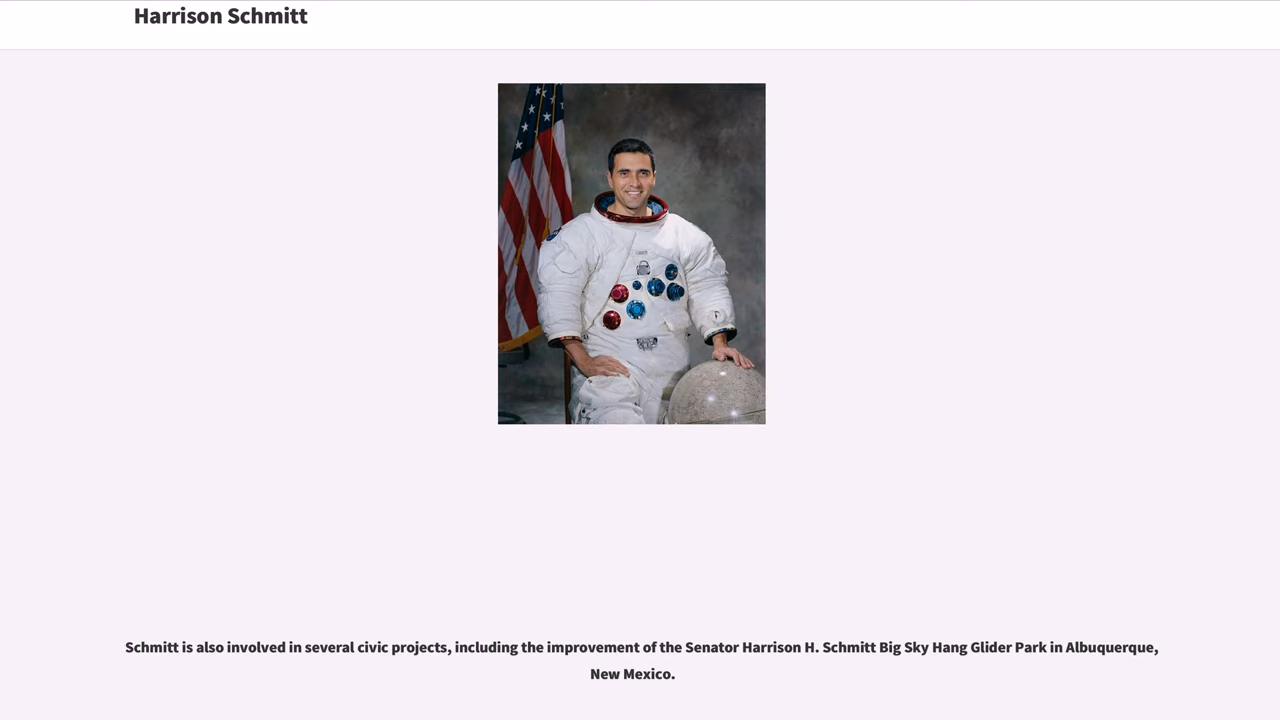 Harrison Schmitt
Schmitt is also involved in several civic projects, including the improvement of the Senator Harrison H. Schmitt Big Sky Hang Glider Park in Albuquerque,
New Mexico.